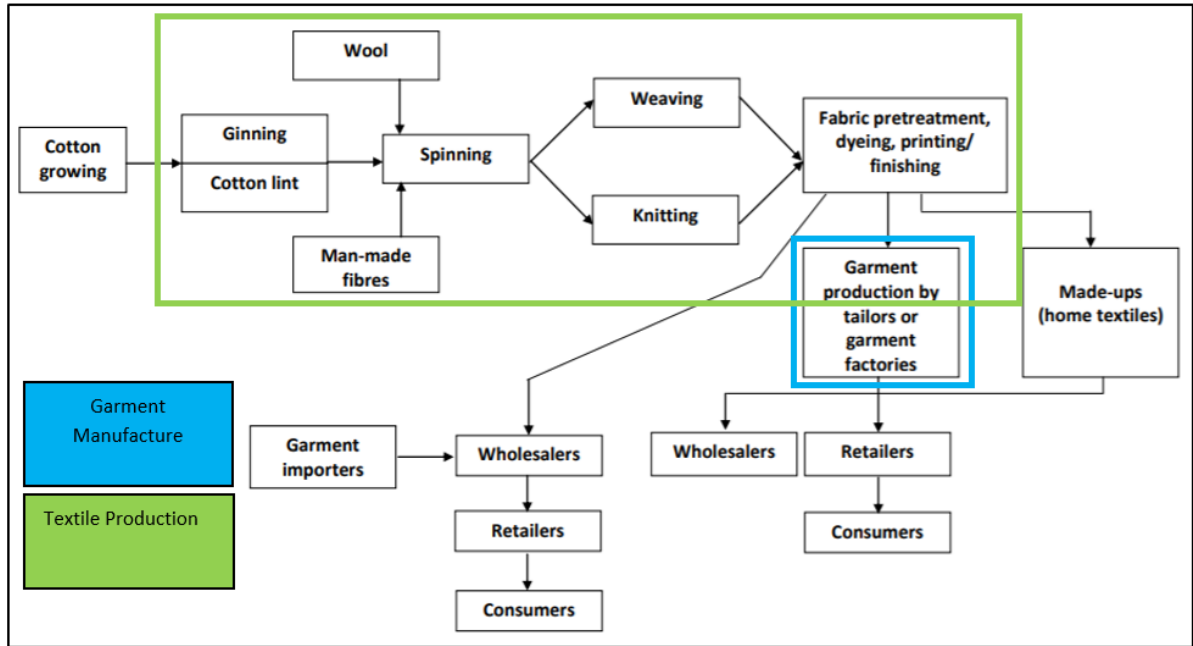 Wool
Cotton
growing
Ginning
Cotton lint
Spinning
Man-made
fibres
Weaving
Knitting
Fabric pretreatment,
dyeing, printing/
finishing
Garment
production by
tailors or
garment
factories
Made-ups
(home textiles)
Garment
Manufacture
Textile Production
Garment
importers
Wholesalers
Retailers
Consumers
Wholesalers
Retailers
Consumers